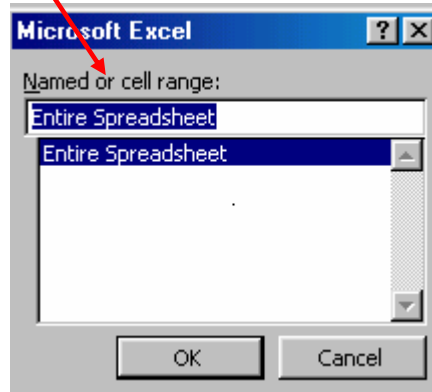 Microsoft Excel ? X
Named or cell range:
Entire Spreadsheet
Entire Spreadsheet
OK Cancel